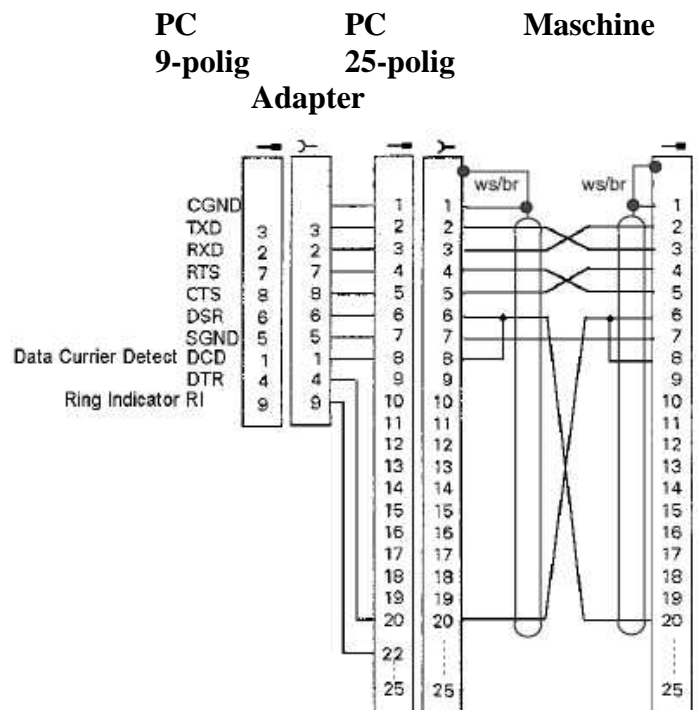 PC PC Maschine
9-polig 25-polig
Adapter
ws/br ws/br
CGND 1 1 1
TXD 3 3 2 2 2
RXD 2 2 3 3 3
RTS 7 7 4 4 4
CTS 8 8 5 5 5
DSR 6 6 6 6 6
SGND 5 5 7 7 7
Data Currier Detect DCD 1 1 8 8 8
DTR 4 4 9 9 9
Ring Indicator RI 9 9 10 10 10
11 11 11
12 12 12
13 13 13
14 14 14
15 15 15
16 16 16
17 17 17
18 18 18
19 19 19
20 20 20
22
25 25 25